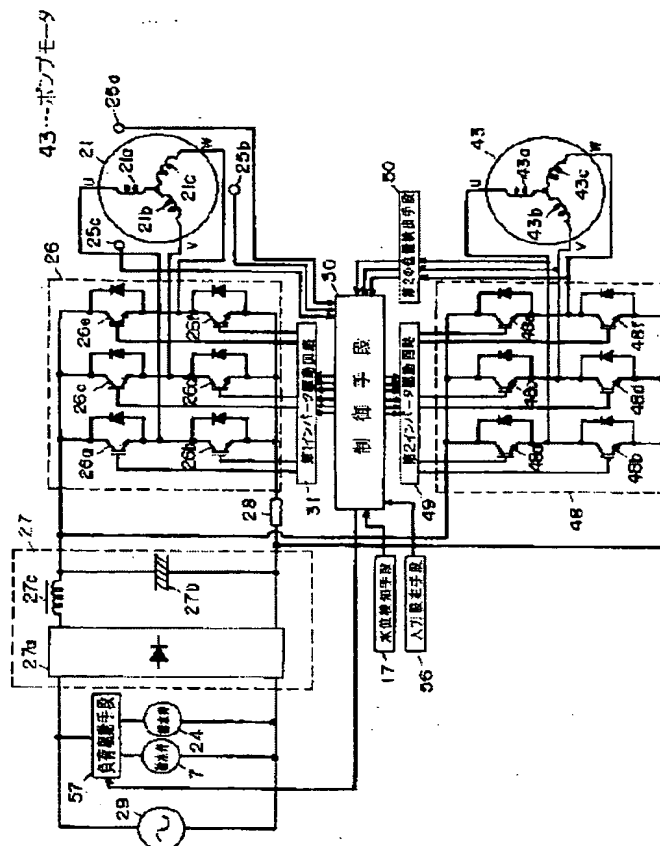 43・・・ポンプモータ
26
25c
21
25a
25b
21a
21b
21c
U
V
W
26a
26c
26e
26b
26d
26f
27
27a
27b
27c
28
29
57
負荷駆動手段
7
24
給水弁
排水弁
31
第1インバータ駆動回路
30
制御手段
49
第2インバータ駆動回路
50
第2の位置検出手段
17
水位検知手段
56
入力設定手段
43
43a
43b
43c
U
V
W
48
48a
48c
48e
48b
48d
48f